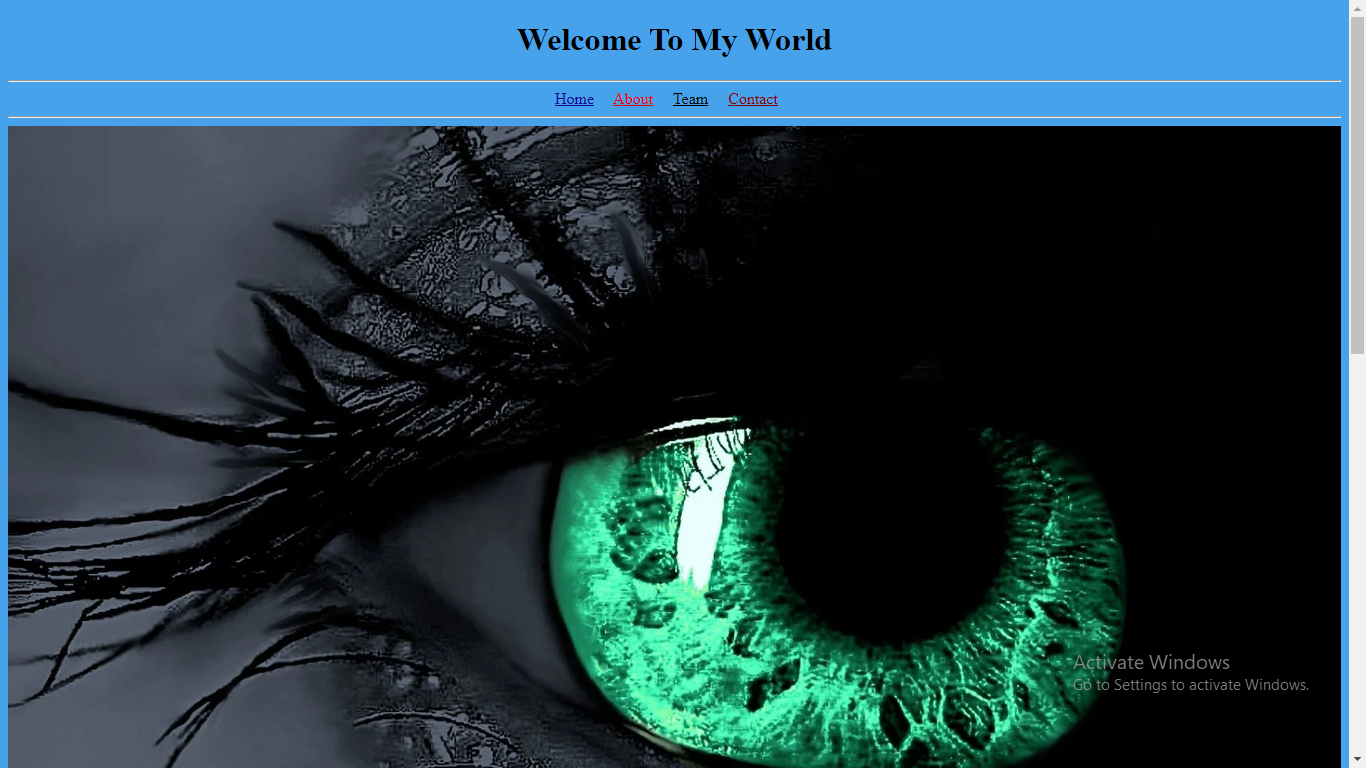 Welcome To My World
Home About Team Contact
Activate Windows
Go to Settings to activate Windows.